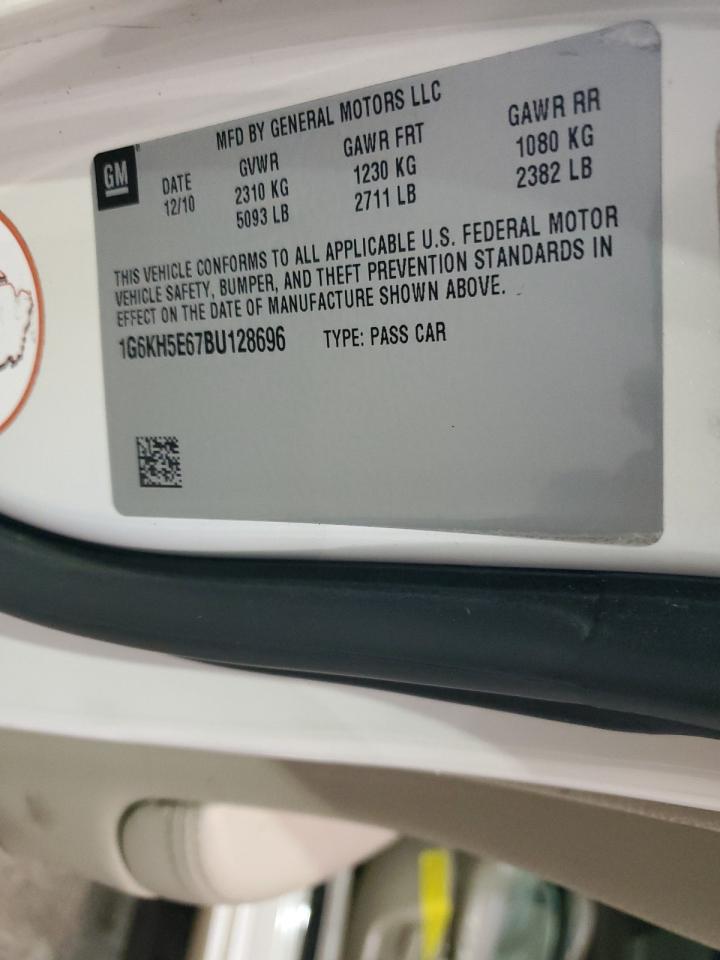 GM
MFD BY GENERAL MOTORS LLC
DATE GVWR GAWR FRT GAWR RR
12/10 2310 KG 1230 KG 1080 KG
5093 LB 2711 LB 2382 LB
THIS VEHICLE CONFORMS TO ALL APPLICABLE U.S. FEDERAL MOTOR
VEHICLE SAFETY, BUMPER, AND THEFT PREVENTION STANDARDS IN
EFFECT ON THE DATE OF MANUFACTURE SHOWN ABOVE.
1G6KH5E67BU128696 TYPE: PASS CAR